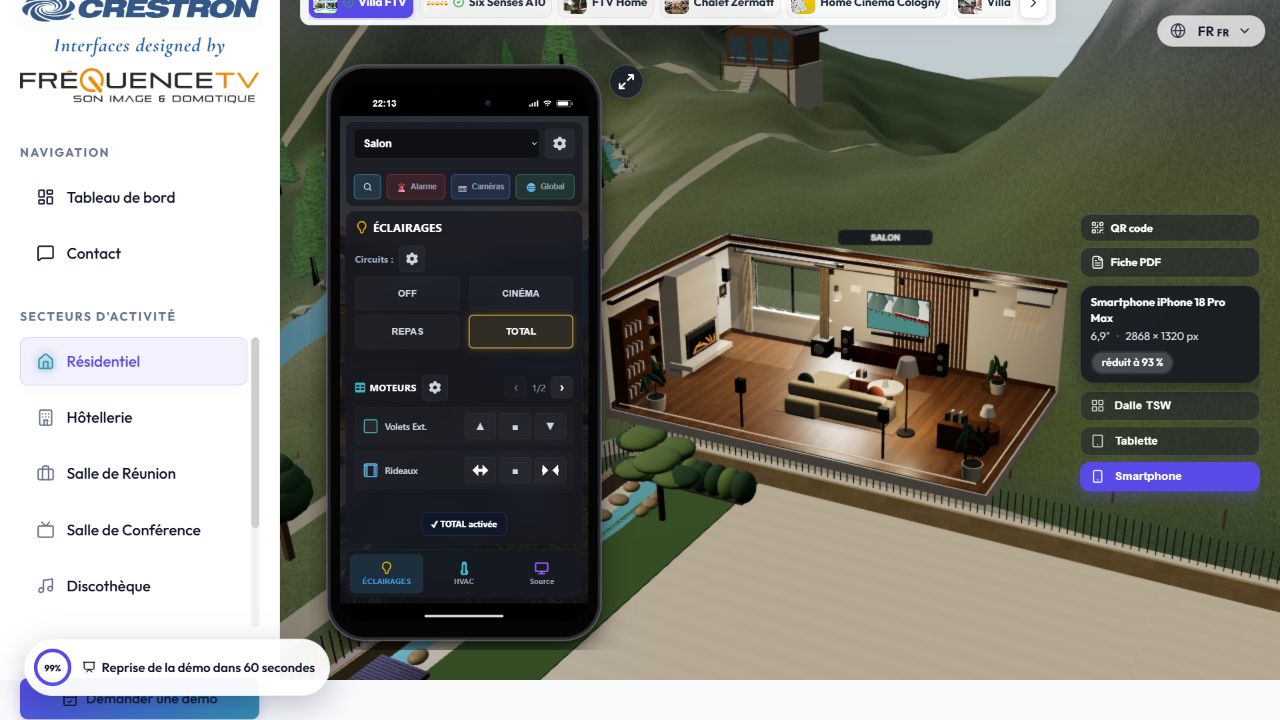 CRESTRON
Interfaces designed by
FRÉQUENCETV
SON IMAGE & DOMOTIQUE
NAVIGATION
Tableau de bord
Contact
SECTEURS D'ACTIVITÉ
Résidentiel
Hôtellerie
Salle de Réunion
Salle de Conférence
Discothèque
99%
Reprise de la démo dans 60 secondes
Demander une démo
Villa FTV
Six Senses A10
FTV Home
Chalet Zermatt
Home Cinéma Cologny
Villa
FR FR
22:13
Salon
Alarme
Caméras
Global
ÉCLAIRAGES
Circuits :
OFF
CINÉMA
REPAS
TOTAL
MOTEURS
1/2
Volets Ext.
Rideaux
✓ TOTAL activée
ÉCLAIRAGES
HVAC
Source
SALON
QR code
Fiche PDF
Smartphone iPhone 18 Pro
Max
6,9" · 2868 × 1320 px
réduit à 93 %
Dalle TSW
Tablette
Smartphone